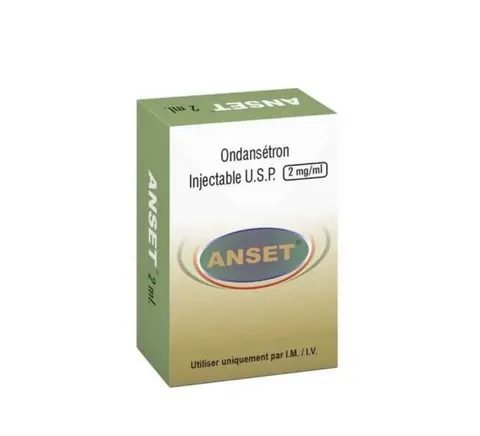 ANSET
2 ml.
Ondansétron
Injectable U.S.P. 2 mg/ml
ANSET®
Utiliser uniquement par I.M. / I.V.
ANSET® 2 ml.